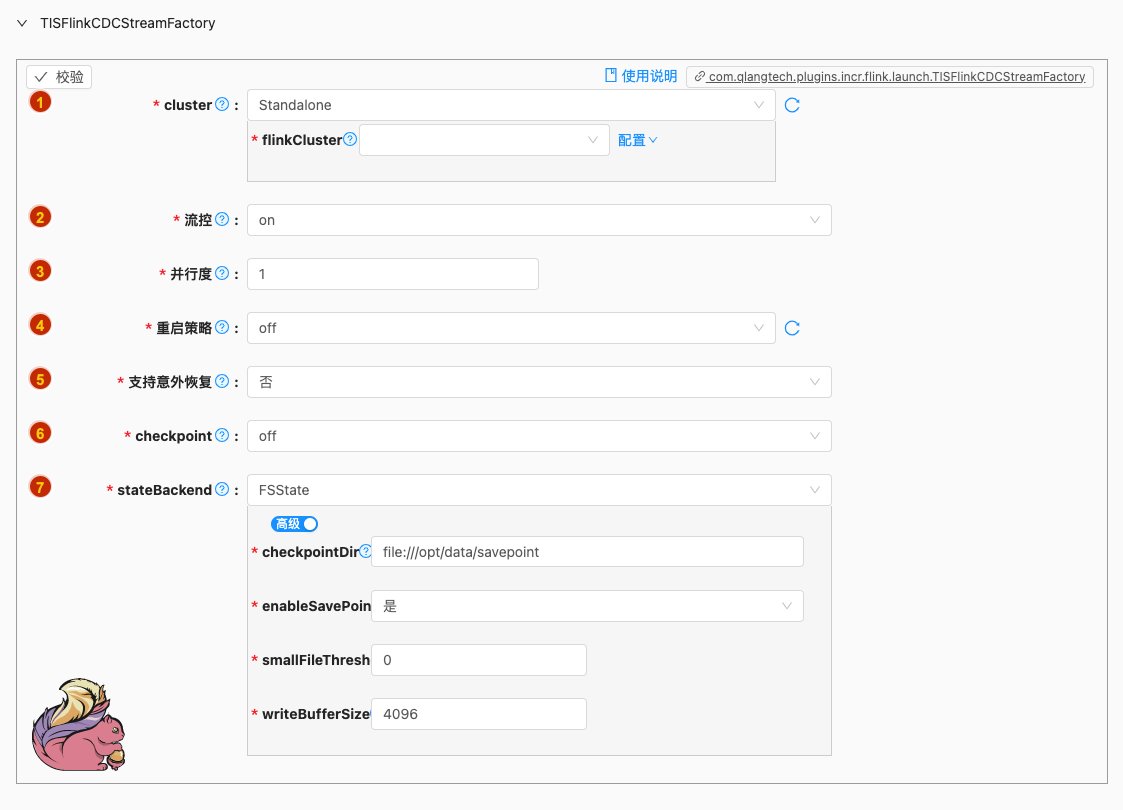 TISFlinkCDCStreamFactory
校验
使用说明 com.qlangtech.plugins.incr.flink.launch.TISFlinkCDCStreamFactory
1 * cluster ? : Standalone
* flinkCluster ? 配置
2 * 流控 ? : on
3 * 并行度 ? : 1
4 * 重启策略 ? : off
5 * 支持意外恢复 ? : 否
6 * checkpoint ? : off
7 * stateBackend ? : FSState
高级
* checkpointDir ? file:///opt/data/savepoint
* enableSavePoin 是
* smallFileThresh 0
* writeBufferSize 4096